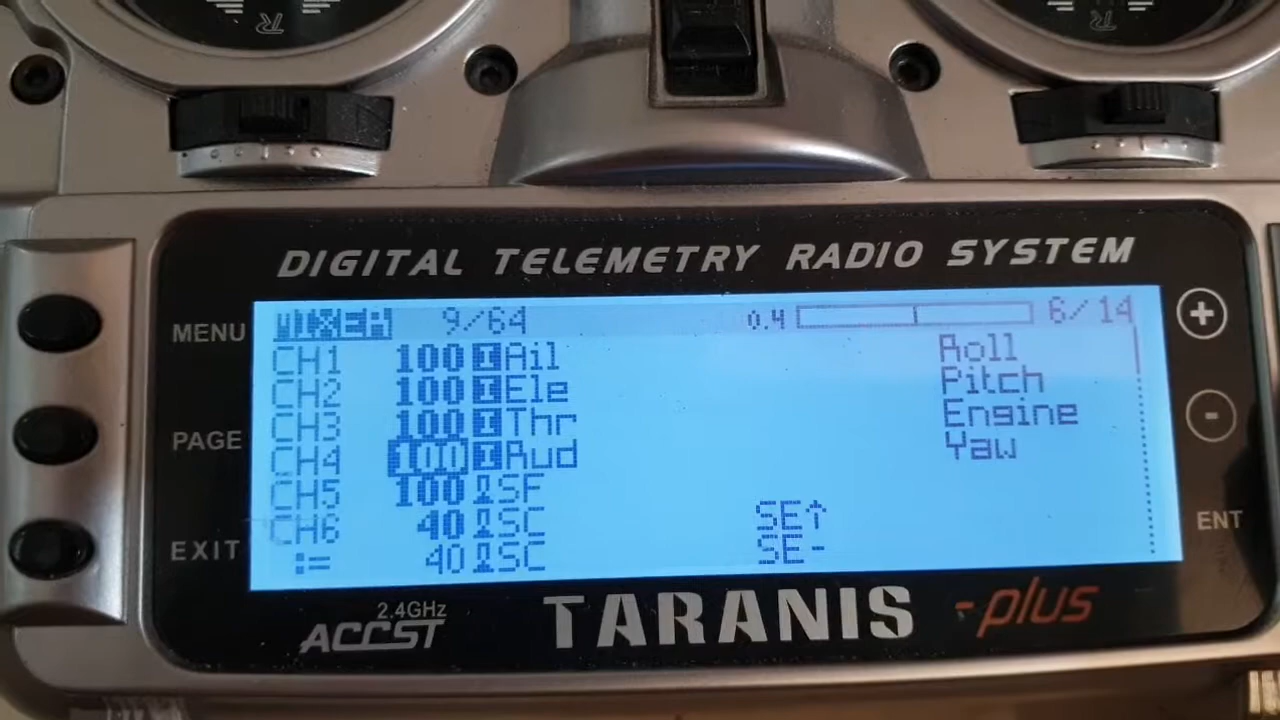 DIGITAL TELEMETRY RADIO SYSTEM
MENU
PAGE
EXIT
MIXER 9/64 0.4 6/14
CH1 100 I Ail Roll
CH2 100 I Ele Pitch
CH3 100 I Thr Engine
CH4 100 I Rud Yaw
CH5 100 SF
CH6 40 SC SE↑
:= 40 SC SE-
+
-
ENT
2.4GHz
ACCST
TARANIS -plus